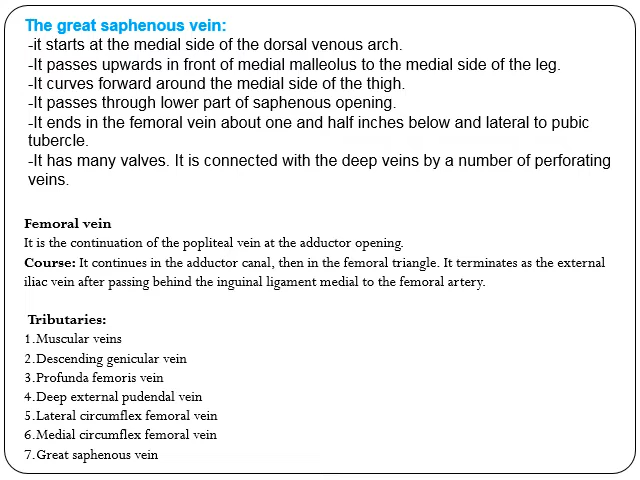 The great saphenous vein:
-it starts at the medial side of the dorsal venous arch.
-It passes upwards in front of medial malleolus to the medial side of the leg.
-It curves forward around the medial side of the thigh.
-It passes through lower part of saphenous opening.
-It ends in the femoral vein about one and half inches below and lateral to pubic
tubercle.
-It has many valves. It is connected with the deep veins by a number of perforating
veins.
Femoral vein
It is the continuation of the popliteal vein at the adductor opening.
Course: It continues in the adductor canal, then in the femoral triangle. It terminates as the external
iliac vein after passing behind the inguinal ligament medial to the femoral artery.
Tributaries:
1.Muscular veins
2.Descending genicular vein
3.Profunda femoris vein
4.Deep external pudendal vein
5.Lateral circumflex femoral vein
6.Medial circumflex femoral vein
7.Great saphenous vein